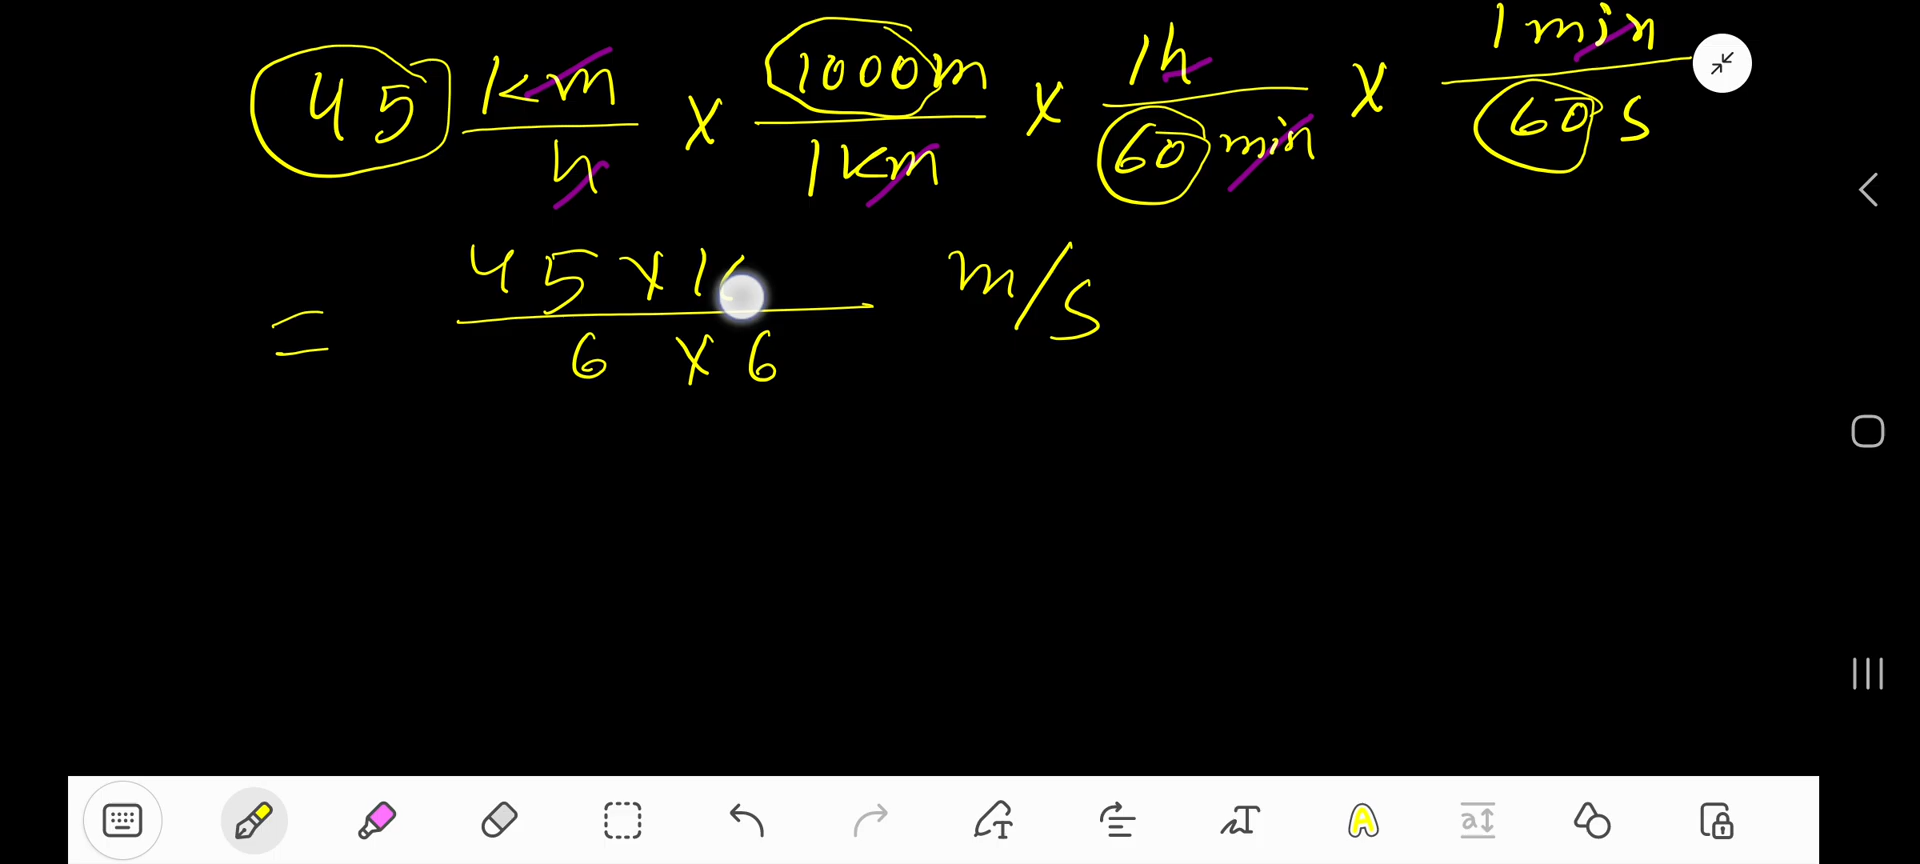 45 km/h x 1000m/1km x 1h/60 min x 1 min/60 s
= 45 x 1 / 6 x 6 m/s